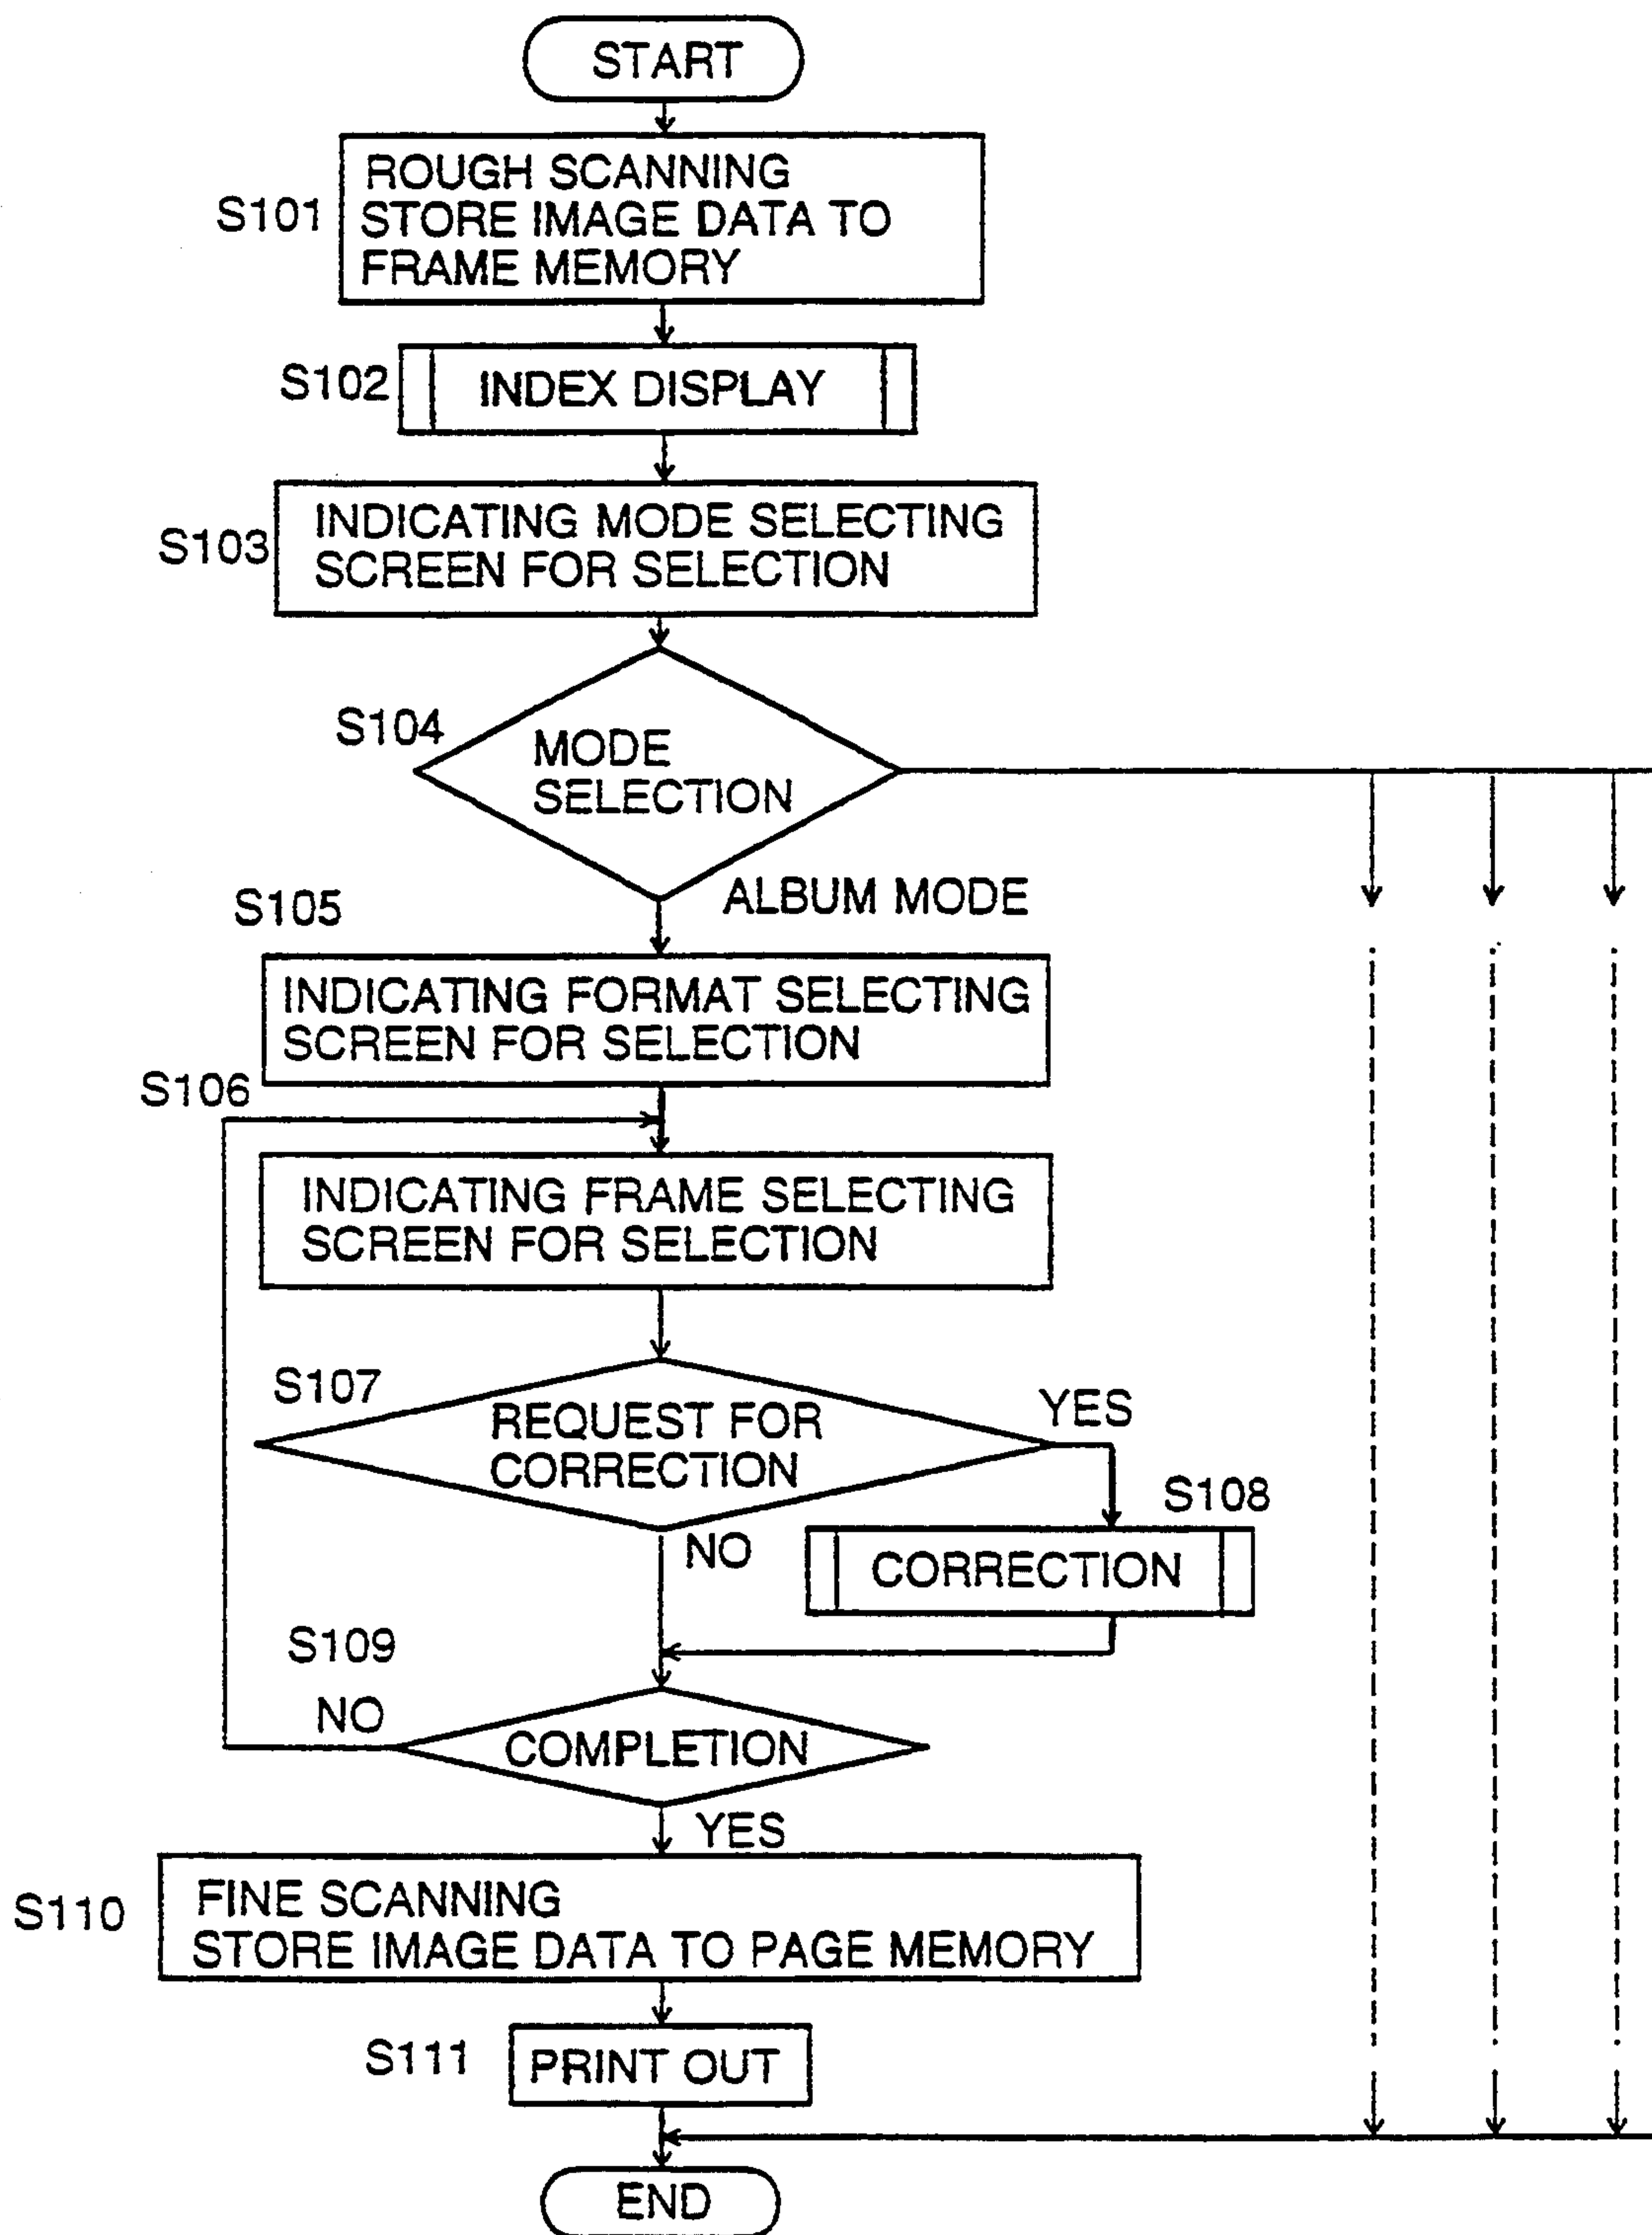 START
S101
ROUGH SCANNING
STORE IMAGE DATA TO
FRAME MEMORY
S102
INDEX DISPLAY
S103
INDICATING MODE SELECTING
SCREEN FOR SELECTION
S104
MODE
SELECTION
ALBUM MODE
S105
INDICATING FORMAT SELECTING
SCREEN FOR SELECTION
S106
INDICATING FRAME SELECTING
SCREEN FOR SELECTION
S107
REQUEST FOR
CORRECTION
YES
NO
S108
CORRECTION
S109
NO
COMPLETION
YES
S110
FINE SCANNING
STORE IMAGE DATA TO PAGE MEMORY
S111
PRINT OUT
END